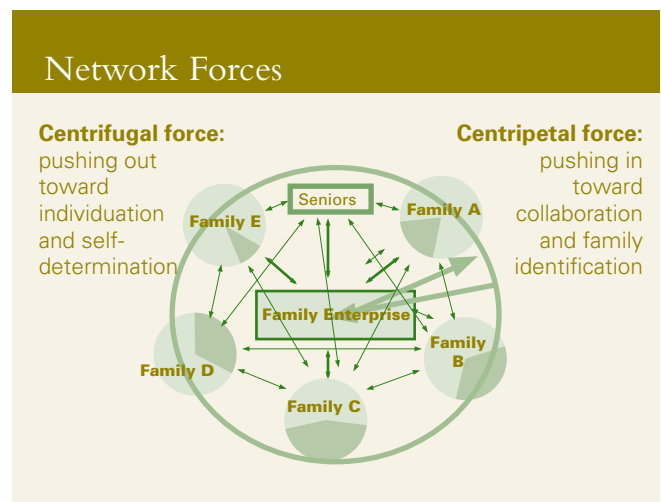 Network Forces
Centrifugal force:
pushing out
toward
individuation
and self-
determination
Centripetal force:
pushing in
toward
collaboration
and family
identification
Seniors
Family E
Family A
Family Enterprise
Family
B
Family D
Family C